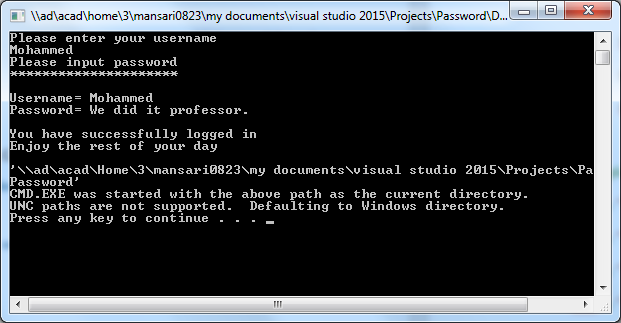 \\ad\acad\home\3\mansari0823\my documents\visual studio 2015\Projects\Password\D...
Please enter your username
Mohammed
Please input password
*********************
Username= Mohammed
Password= We did it professor.
You have successfully logged in
Enjoy the rest of your day
'\\ad\acad\Home\3\mansari0823\my documents\visual studio 2015\Projects\Pa
Password'
CMD.EXE was started with the above path as the current directory.
UNC paths are not supported.  Defaulting to Windows directory.
Press any key to continue . . . _